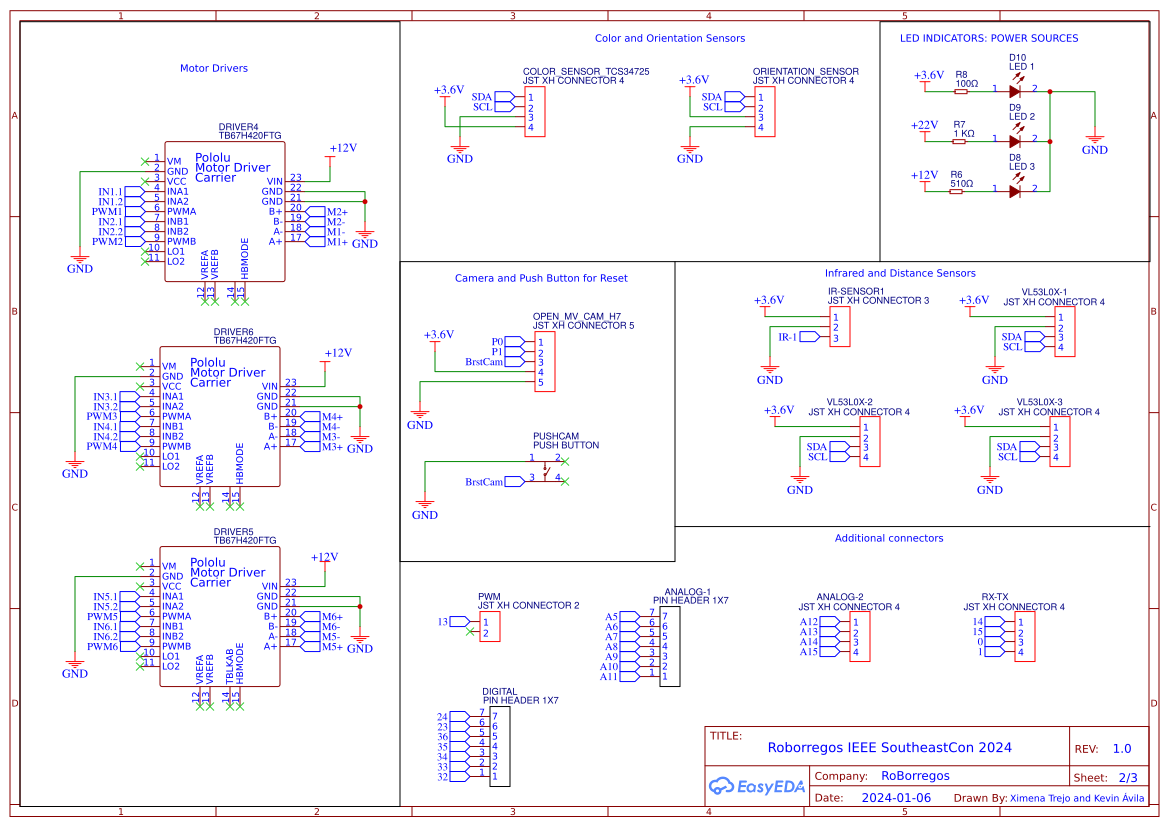 1
2
3
4
5
A
B
C
D
Motor Drivers
DRIVER4
TB67H420FTG
Pololu
Motor Driver
Carrier
+12V
1 VM
2 GND
3 VCC
IN1.1 4 INA1
IN1.2 5 INA2
PWM1 6 PWMA
IN2.1 7 INB1
IN2.2 8 INB2
PWM2 9 PWMB
10 LO1
11 LO2
VIN 23
GND 22
GND 21
B+ 20 M2+
B- 19 M2-
A- 18 M1-
A+ 17 M1+
GND
GND
VREFA 12
VREFB 13
14
HBMODE 15
DRIVER6
TB67H420FTG
Pololu
Motor Driver
Carrier
+12V
1 VM
2 GND
3 VCC
IN3.1 4 INA1
IN3.2 5 INA2
PWM3 6 PWMA
IN4.1 7 INB1
IN4.2 8 INB2
PWM4 9 PWMB
10 LO1
11 LO2
VIN 23
GND 22
GND 21
B+ 20 M4+
B- 19 M4-
A- 18 M3-
A+ 17 M3+
GND
GND
VREFA 12
VREFB 13
14
HBMODE 15
DRIVER5
TB67H420FTG
Pololu
Motor Driver
Carrier
+12V
1 VM
2 GND
3 VCC
IN5.1 4 INA1
IN5.2 5 INA2
PWM5 6 PWMA
IN6.1 7 INB1
IN6.2 8 INB2
PWM6 9 PWMB
10 LO1
11 LO2
VIN 23
GND 22
GND 21
B+ 20 M6+
B- 19 M6-
A- 18 M5-
A+ 17 M5+
GND
GND
VREFA 12
VREFB 13
TBLKAB 14
HBMODE 15
Color and Orientation Sensors
COLOR_SENSOR_TCS34725
JST XH CONNECTOR 4
+3.6V
SDA 1
SCL 2
3
4
GND
ORIENTATION_SENSOR
JST XH CONNECTOR 4
+3.6V
SDA 1
SCL 2
3
4
GND
LED INDICATORS: POWER SOURCES
D10
LED 1
+3.6V
R8
100Ω
1 2
D9
LED 2
+22V
R7
1 KΩ
1 2
D8
LED 3
+12V
R6
510Ω
1 2
GND
Camera and Push Button for Reset
OPEN_MV_CAM_H7
JST XH CONNECTOR 5
+3.6V
P0 1
P1 2
BrstCam 3
4
5
GND
PUSHCAM
PUSH BUTTON
1 2
BrstCam 3 4
GND
Infrared and Distance Sensors
IR-SENSOR1
JST XH CONNECTOR 3
+3.6V
1
2
IR-1 3
GND
VL53L0X-1
JST XH CONNECTOR 4
+3.6V
1
2
SDA 3
SCL 4
GND
VL53L0X-2
JST XH CONNECTOR 4
+3.6V
1
2
SDA 3
SCL 4
GND
VL53L0X-3
JST XH CONNECTOR 4
+3.6V
1
2
SDA 3
SCL 4
GND
Additional connectors
PWM
JST XH CONNECTOR 2
13 1
2
ANALOG-1
PIN HEADER 1X7
A5 7 7
A6 6 6
A7 5 5
A8 4 4
A9 3 3
A10 2 2
A11 1 1
ANALOG-2
JST XH CONNECTOR 4
A12 1
A13 2
A14 3
A15 4
RX-TX
JST XH CONNECTOR 4
14 1
15 2
0 3
1 4
DIGITAL
PIN HEADER 1X7
24 7 7
23 6 6
36 5 5
35 4 4
34 3 3
33 2 2
32 1 1
TITLE:
Roborregos IEEE SoutheastCon 2024
REV: 1.0
EasyEDA
Company: RoBorregos
Sheet: 2/3
Date: 2024-01-06
Drawn By: Ximena Trejo and Kevin Ávila
1
2
3
4
5
A
B
C
D